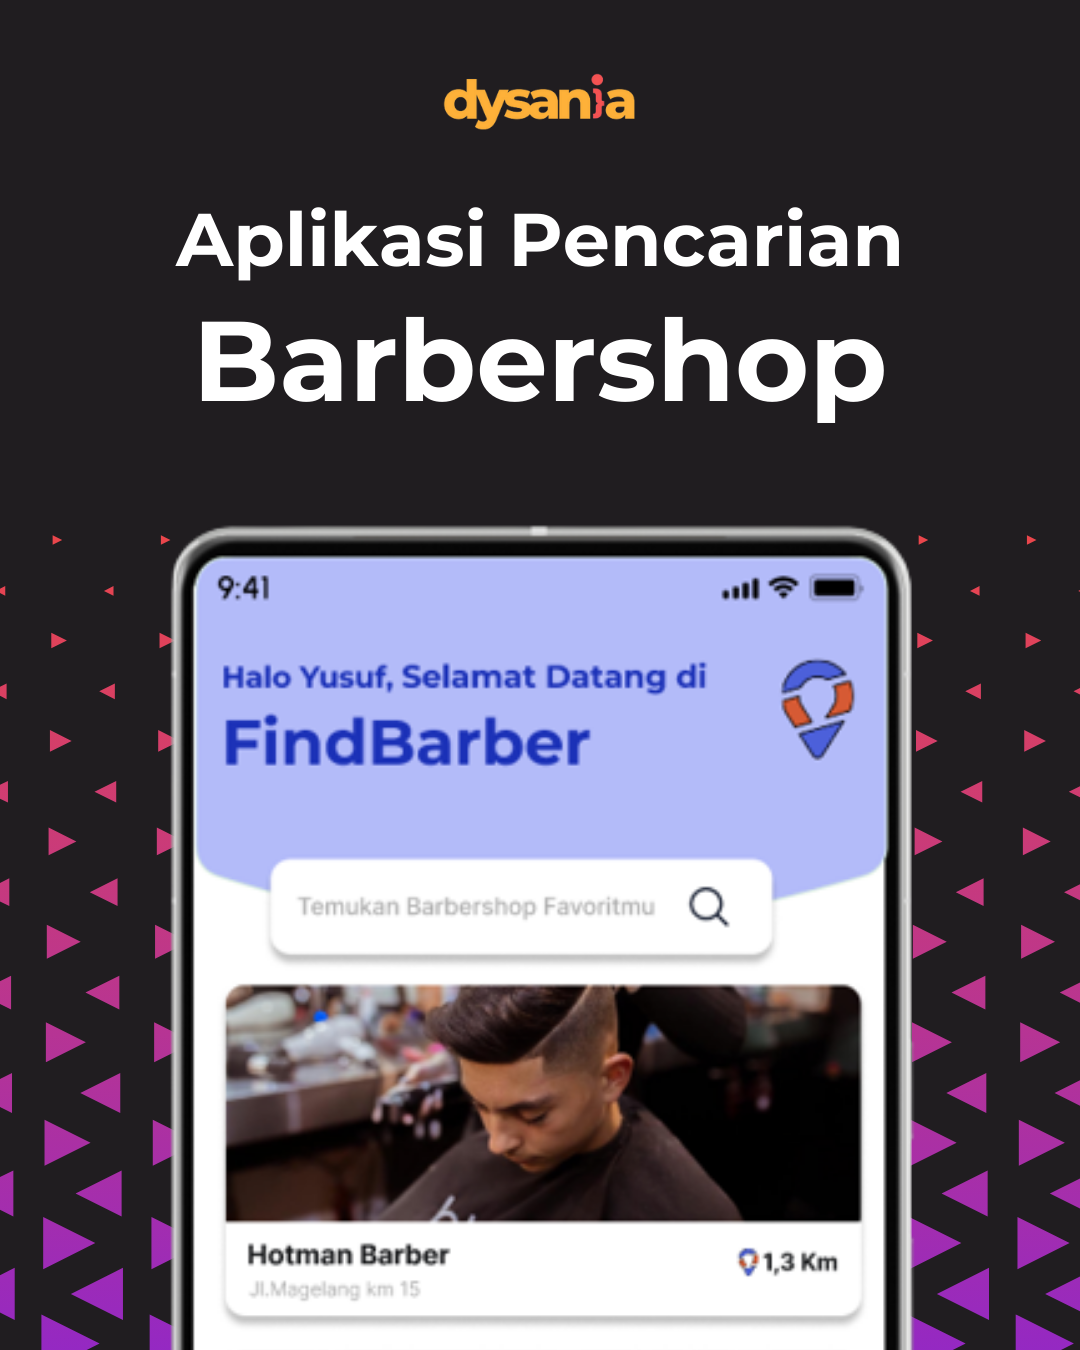 dysania
Aplikasi Pencarian
Barbershop
9:41
Halo Yusuf, Selamat Datang di
FindBarber
Temukan Barbershop Favoritmu
Hotman Barber
1,3 Km
Jl.Magelang km 15